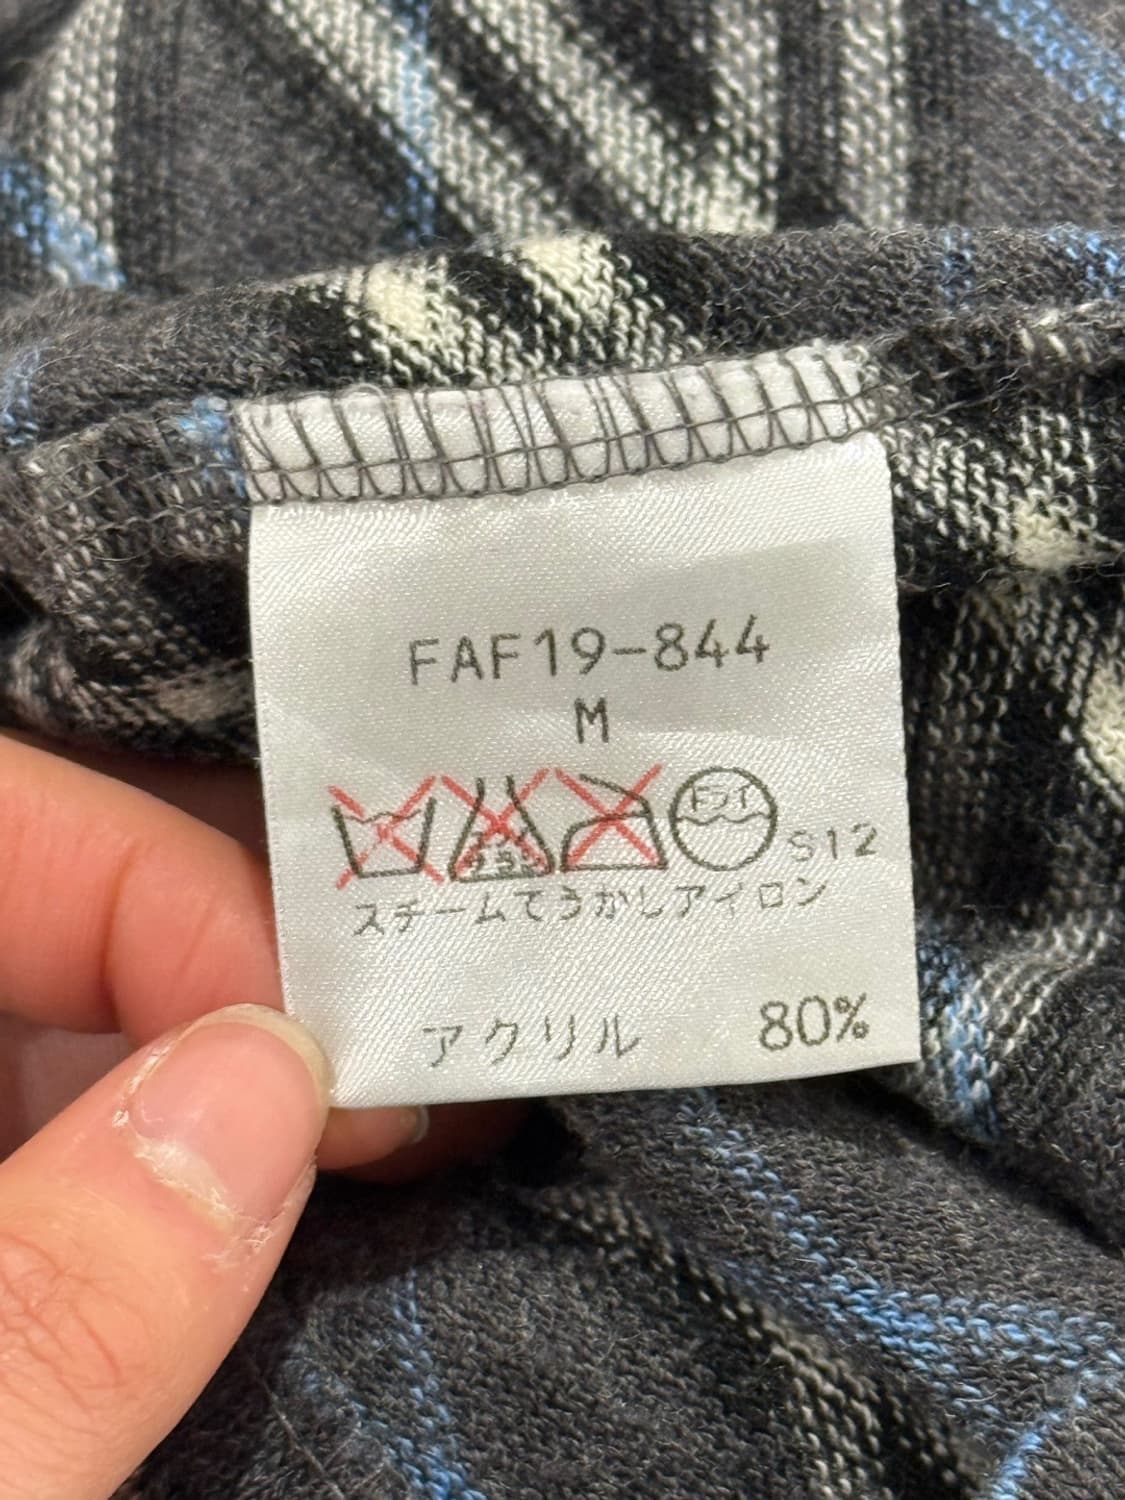 FAF19-844
M
ドライ S12
スチームでうかしアイロン
アクリル 80%